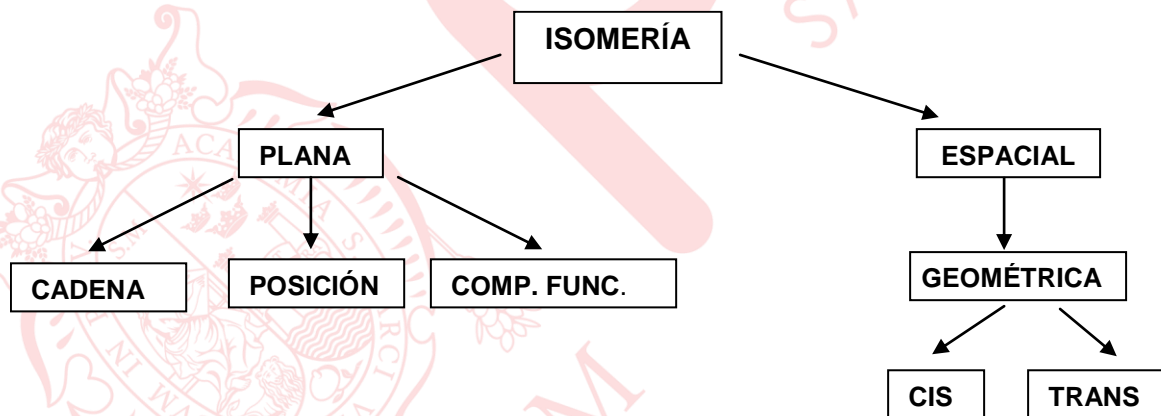 ISOMERÍA
PLANA
ESPACIAL
CADENA
POSICIÓN
COMP. FUNC.
GEOMÉTRICA
CIS
TRANS